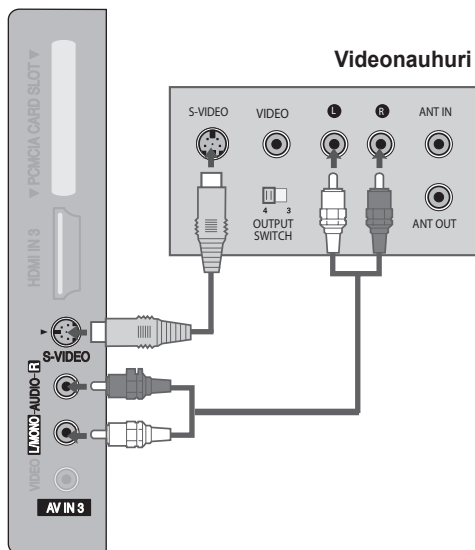 Videonauhuri
S-VIDEO
VIDEO
L
R
ANT IN
4
3
OUTPUT
SWITCH
ANT OUT
▼ PCMCIA CARD SLOT ▼
HDMI IN 3
S-VIDEO
VIDEO
L/MONO-AUDIO-R
AV IN 3